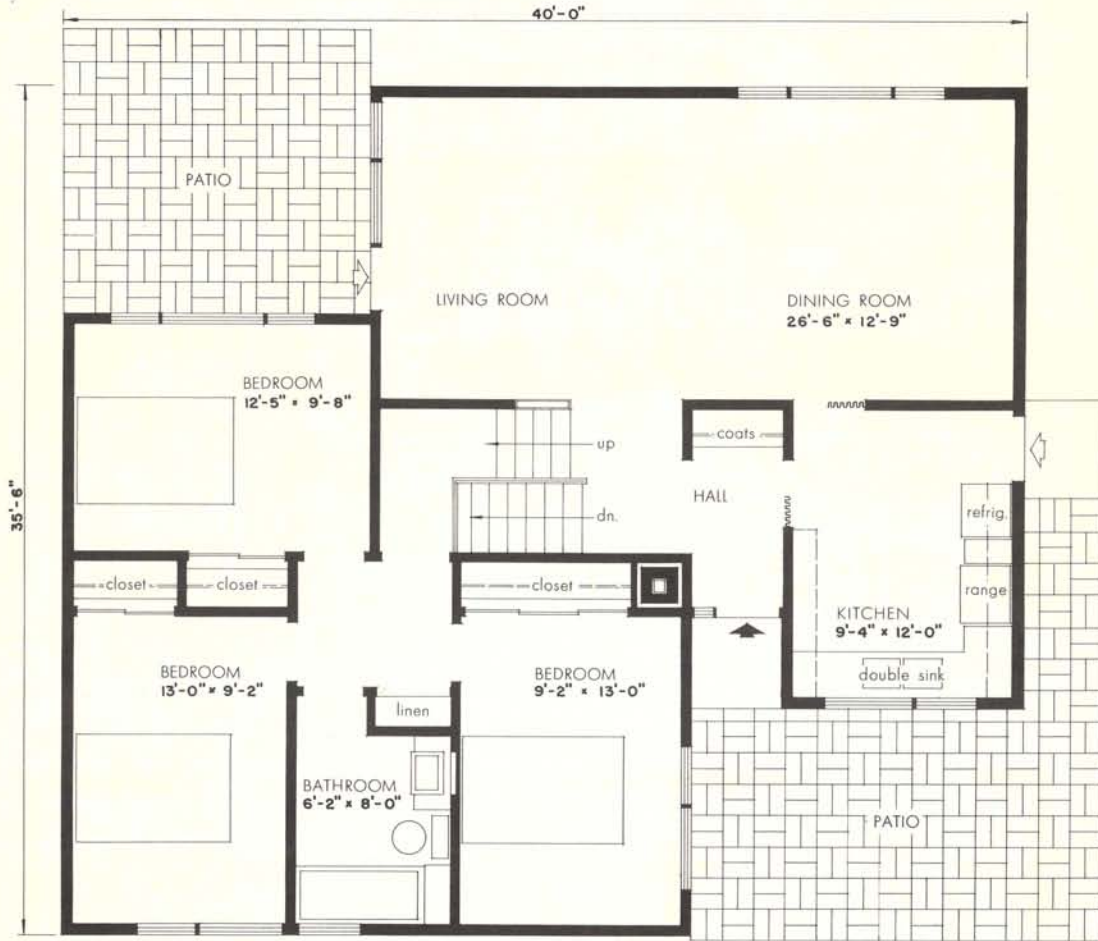 40'-0"
PATIO
LIVING ROOM
DINING ROOM
26'-6" × 12'-9"
BEDROOM
12'-5" × 9'-8"
35'-6"
up
coats
HALL
dn.
refrig.
closet
closet
closet
range
KITCHEN
9'-4" × 12'-0"
BEDROOM
13'-0" × 9'-2"
BEDROOM
9'-2" × 13'-0"
double sink
linen
BATHROOM
6'-2" × 8'-0"
PATIO